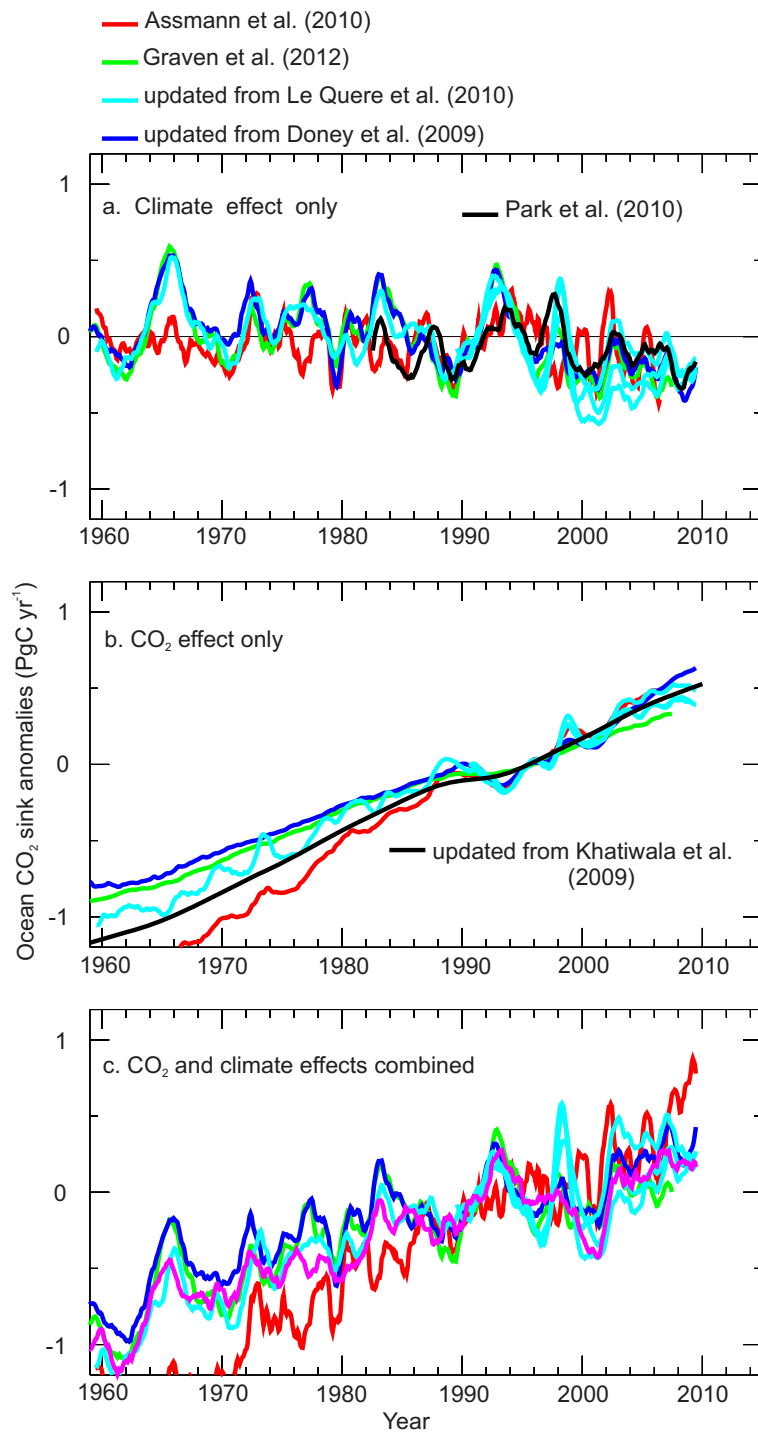 Assmann et al. (2010)
Graven et al. (2012)
updated from Le Quere et al. (2010)
updated from Doney et al. (2009)
1
a. Climate effect only
Park et al. (2010)
0
-1
1960 1970 1980 1990 2000 2010
Ocean CO₂ sink anomalies (PgC yr⁻¹)
1
b. CO₂ effect only
0
updated from Khatiwala et al.
(2009)
-1
1960 1970 1980 1990 2000 2010
1
c. CO₂ and climate effects combined
0
-1
1960 1970 1980 1990 2000 2010
Year